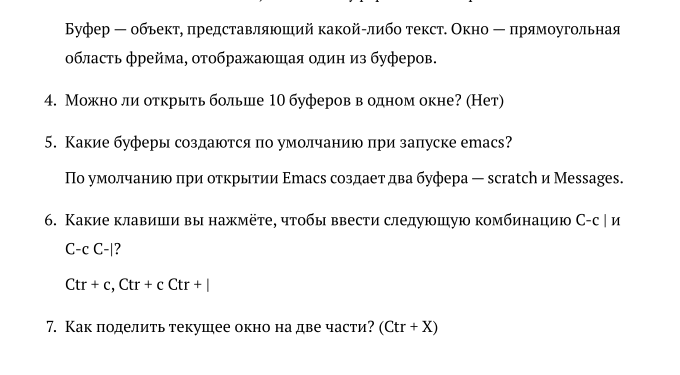 Буфер — объект, представляющий какой-либо текст. Окно — прямоугольная
область фрейма, отображающая один из буферов.
4. Можно ли открыть больше 10 буферов в одном окне? (Нет)
5. Какие буферы создаются по умолчанию при запуске emacs?
По умолчанию при открытии Emacs создает два буфера — scratch и Messages.
6. Какие клавиши вы нажмёте, чтобы ввести следующую комбинацию C-c | и
C-c C-|?
Ctr + c, Ctr + c Ctr + |
7. Как поделить текущее окно на две части? (Ctr + X)